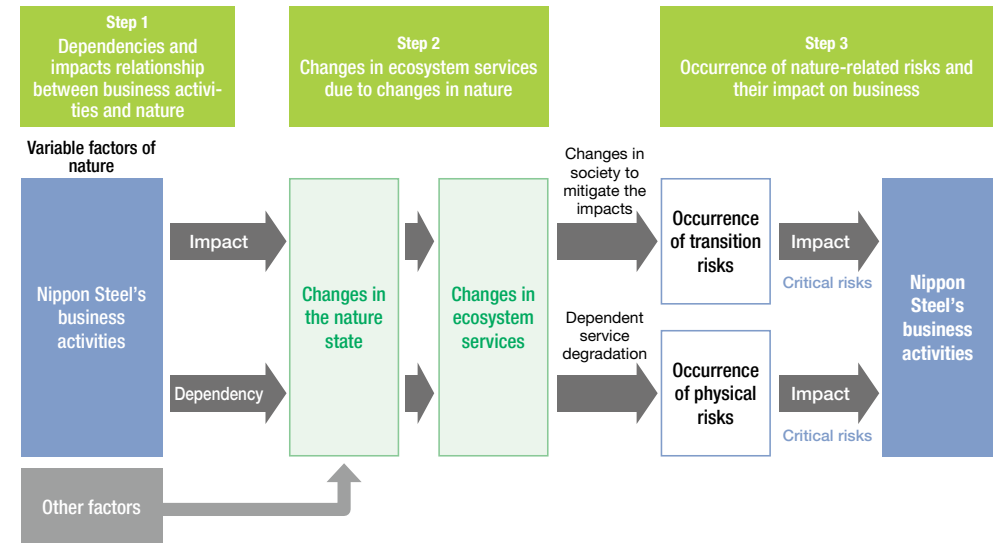 Step 1
Dependencies and
impacts relationship
between business activi-
ties and nature
Step 2
Changes in ecosystem services
due to changes in nature
Step 3
Occurrence of nature-related risks and
their impact on business
Variable factors of
nature
Nippon Steel's
business
activities
Impact
Dependency
Other factors
Changes in
the nature
state
Changes in
ecosystem
services
Changes in
society to
mitigate the
impacts
Dependent
service
degradation
Occurrence
of transition
risks
Occurrence
of physical
risks
Impact
Critical risks
Impact
Critical risks
Nippon
Steel's
business
activities